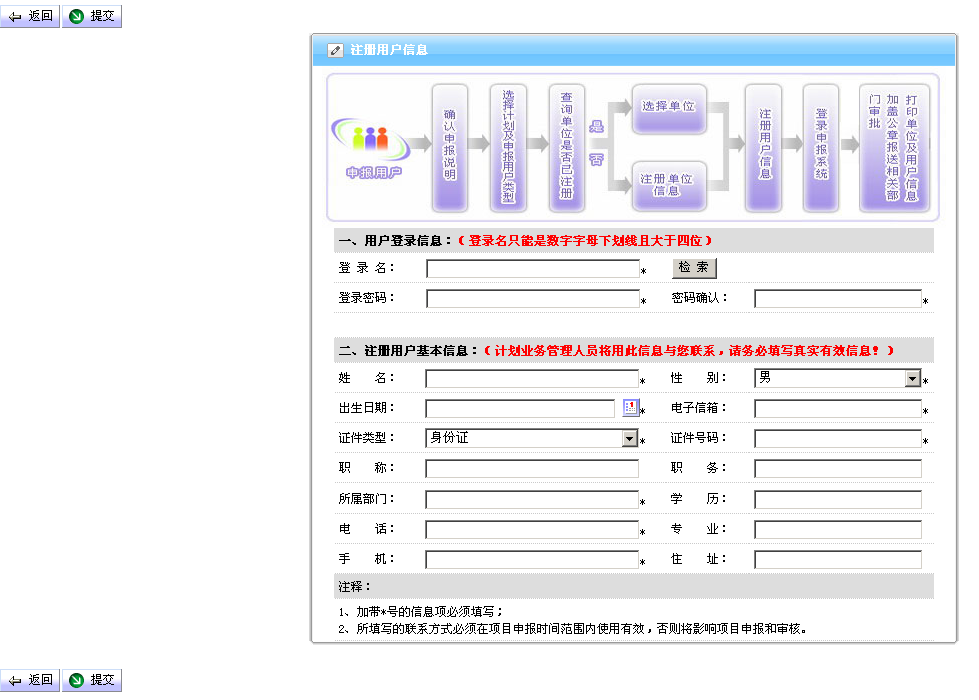 返回 提交
注册用户信息
申报用户
确认申报说明
选择计划及申报用户类型
查询单位是否已注册
是
否
选择单位
注册单位
信息
注册用户信息
登录申报系统
打印单位及用户信息
加盖公章报送相关部
门审批
一、用户登录信息:(登录名只能是数字字母下划线且大于四位)
登 录 名: * 检 索
登录密码: * 密码确认: *
二、注册用户基本信息:(计划业务管理人员将用此信息与您联系,请务必填写真实有效信息!)
姓 名: * 性 别: 男 *
出生日期: * 电子信箱: *
证件类型: 身份证 * 证件号码: *
职 称: 职 务:
所属部门: * 学 历:
电 话: * 专 业:
手 机: * 住 址:
注释:
1、加带*号的信息项必须填写;
2、所填写的联系方式必须在项目申报时间范围内使用有效,否则将影响项目申报和审核。
返回 提交